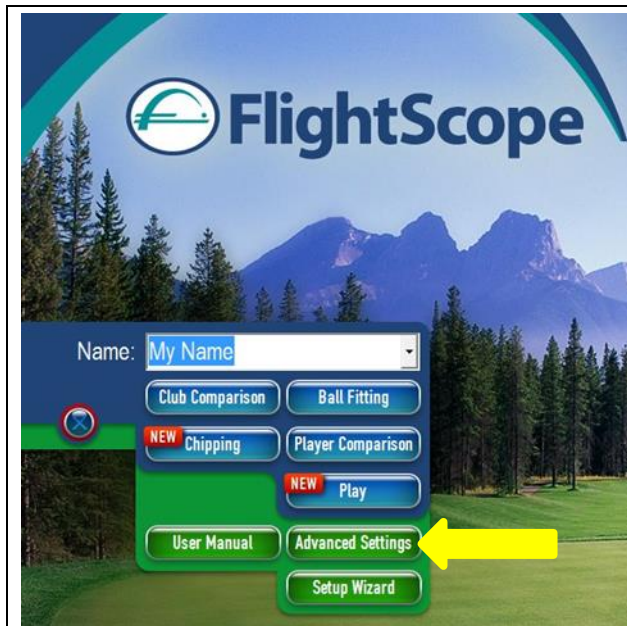 FlightScope
Name: My Name
Club Comparison Ball Fitting
NEW Chipping Player Comparison
NEW Play
User Manual Advanced Settings
Setup Wizard